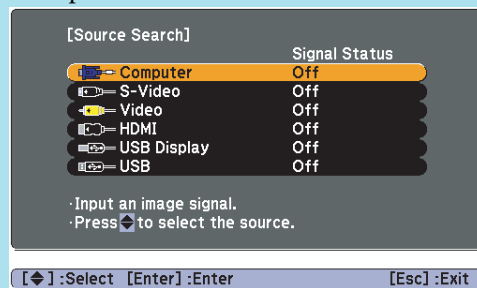 [Source Search]
Signal Status
Computer Off
S-Video Off
Video Off
HDMI Off
USB Display Off
USB Off
·Input an image signal.
·Press to select the source.
[◆] :Select [Enter] :Enter [Esc] :Exit